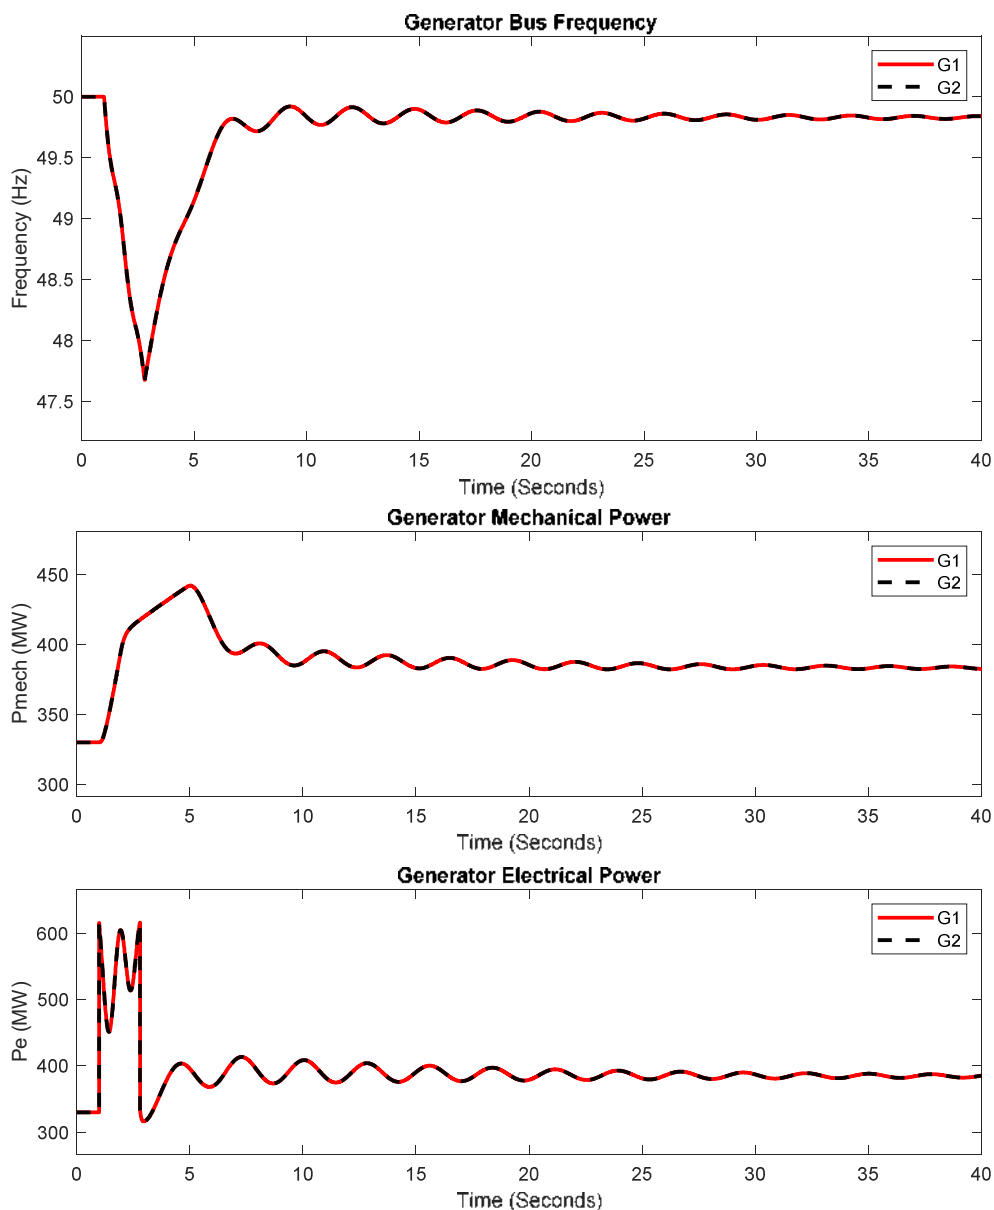 Generator Bus Frequency
G1
G2
Frequency (Hz)
50
49.5
49
48.5
48
47.5
0 5 10 15 20 25 30 35 40
Time (Seconds)
Generator Mechanical Power
G1
G2
Pmech (MW)
450
400
350
300
0 5 10 15 20 25 30 35 40
Time (Seconds)
Generator Electrical Power
G1
G2
Pe (MW)
600
500
400
300
0 5 10 15 20 25 30 35 40
Time (Seconds)